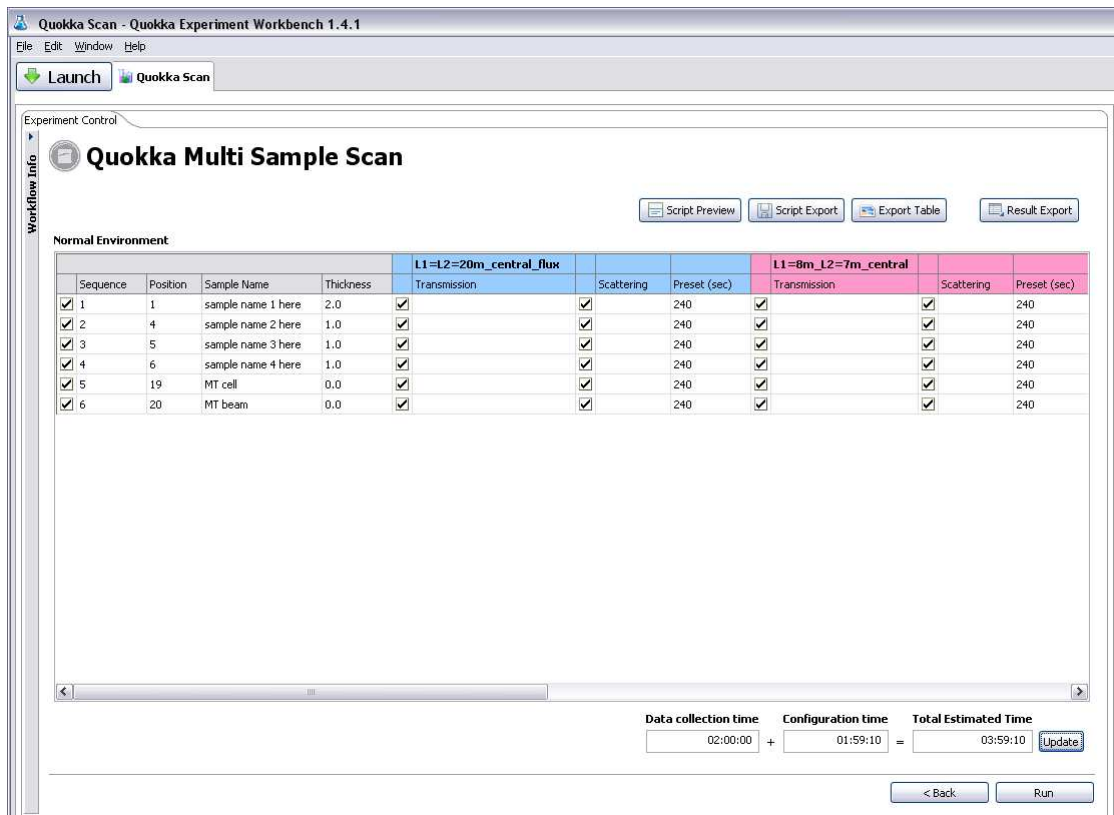 Quokka Scan - Quokka Experiment Workbench 1.4.1
File Edit Window Help
Launch Quokka Scan
Experiment Control
Workflow Info
Quokka Multi Sample Scan
Script Preview Script Export Export Table Result Export
Normal Environment
L1=L2=20m_central_flux L1=8m_L2=7m_central
Sequence Position Sample Name Thickness Transmission Scattering Preset (sec) Transmission Scattering Preset (sec)
1 1 sample name 1 here 2.0 240 240
2 4 sample name 2 here 1.0 240 240
3 5 sample name 3 here 1.0 240 240
4 6 sample name 4 here 1.0 240 240
5 19 MT cell 0.0 240 240
6 20 MT beam 0.0 240 240
Data collection time Configuration time Total Estimated Time
02:00:00 + 01:59:10 = 03:59:10 Update
< Back Run